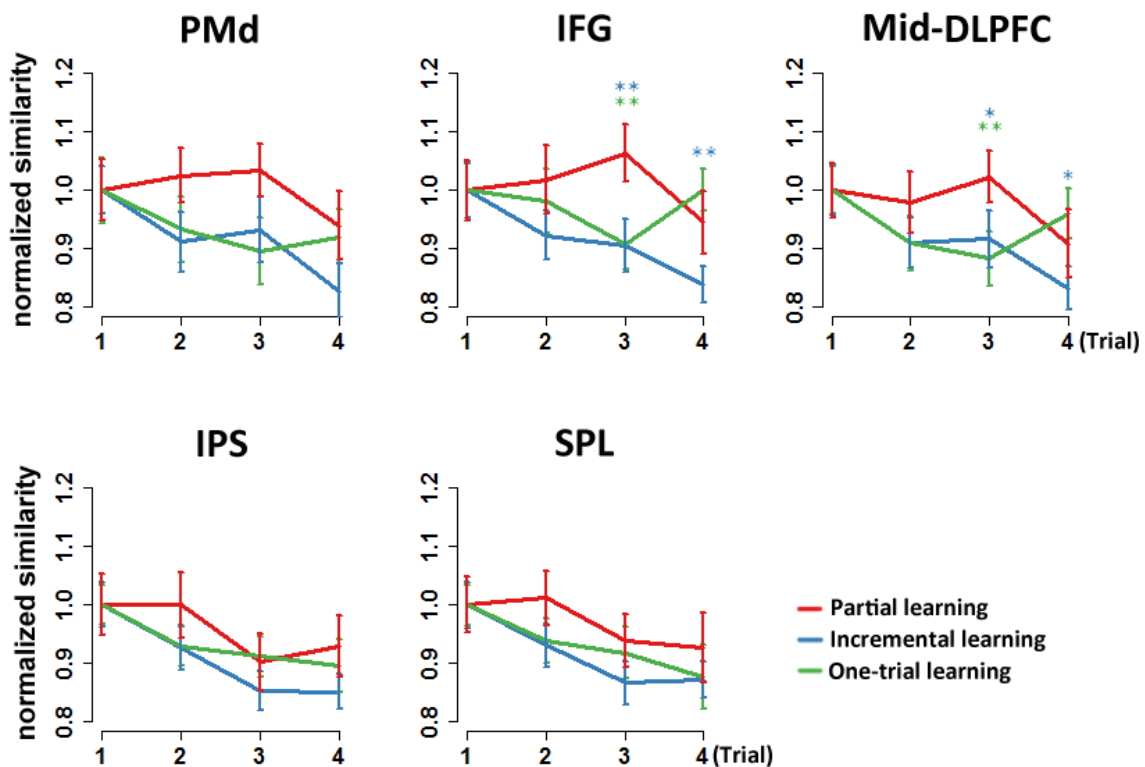 PMd
IFG
Mid-DLPFC
normalized similarity
1.2
1.1
1.0
0.9
0.8
1 2 3 4
**
**
**
1.2
1.1
1.0
0.9
0.8
1 2 3 4
*
**
*
1.2
1.1
1.0
0.9
0.8
1 2 3 4 (Trial)
IPS
SPL
normalized similarity
1.2
1.1
1.0
0.9
0.8
1 2 3 4
1.2
1.1
1.0
0.9
0.8
1 2 3 4 (Trial)
Partial learning
Incremental learning
One-trial learning